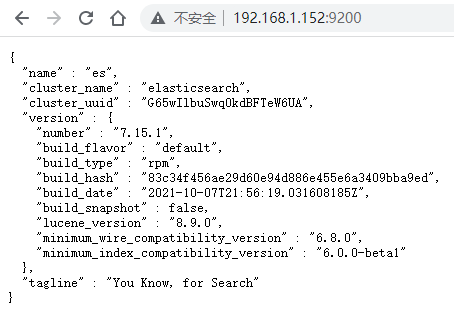 不安全 | 192.168.1.152:9200
{
  "name" : "es",
  "cluster_name" : "elasticsearch",
  "cluster_uuid" : "G65wIlbuSwqOkdBFTeW6UA",
  "version" : {
    "number" : "7.15.1",
    "build_flavor" : "default",
    "build_type" : "rpm",
    "build_hash" : "83c34f456ae29d60e94d886e455e6a3409bba9ed",
    "build_date" : "2021-10-07T21:56:19.031608185Z",
    "build_snapshot" : false,
    "lucene_version" : "8.9.0",
    "minimum_wire_compatibility_version" : "6.8.0",
    "minimum_index_compatibility_version" : "6.0.0-beta1"
  },
  "tagline" : "You Know, for Search"
}